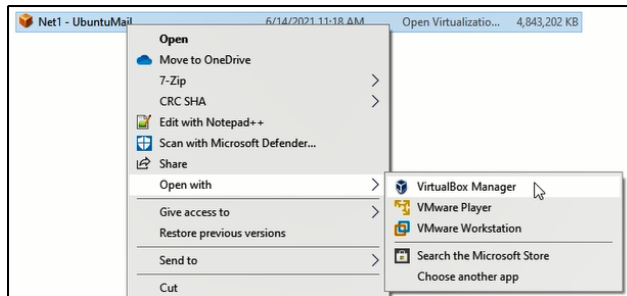 Net1 - UbuntuMail 6/14/2021 11:18 AM Open Virtualizatio... 4,843,202 KB
Open
Move to OneDrive
7-Zip
CRC SHA
Edit with Notepad++
Scan with Microsoft Defender...
Share
Open with
VirtualBox Manager
VMware Player
VMware Workstation
Search the Microsoft Store
Choose another app
Give access to
Restore previous versions
Send to
Cut